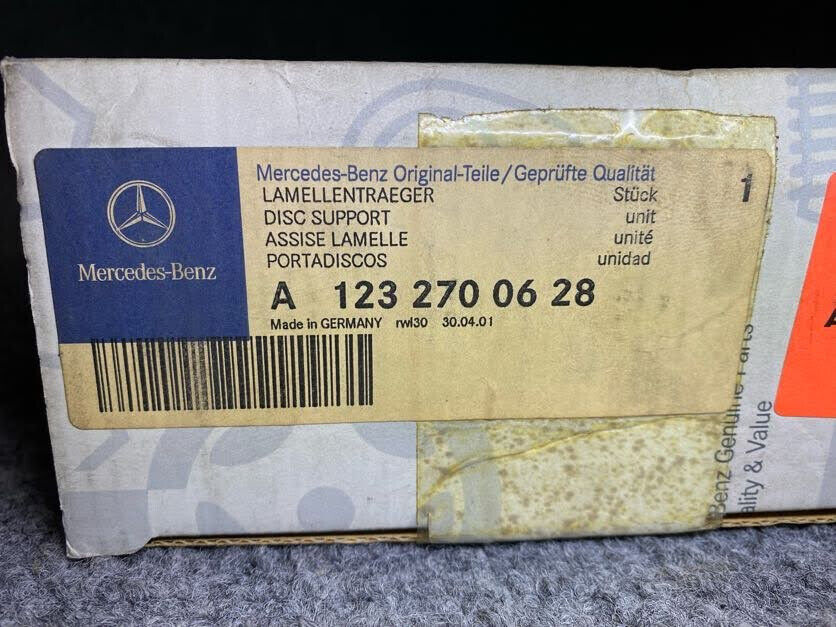 Mercedes-Benz
Mercedes-Benz Original-Teile/Geprüfte Qualität
LAMELLENTRAEGER Stück 1
DISC SUPPORT unit
ASSISE LAMELLE unité
PORTADISCOS unidad
A 123 270 06 28
Made in GERMANY rwl30 30.04.01
Benz Genuine Parts
ality & Value